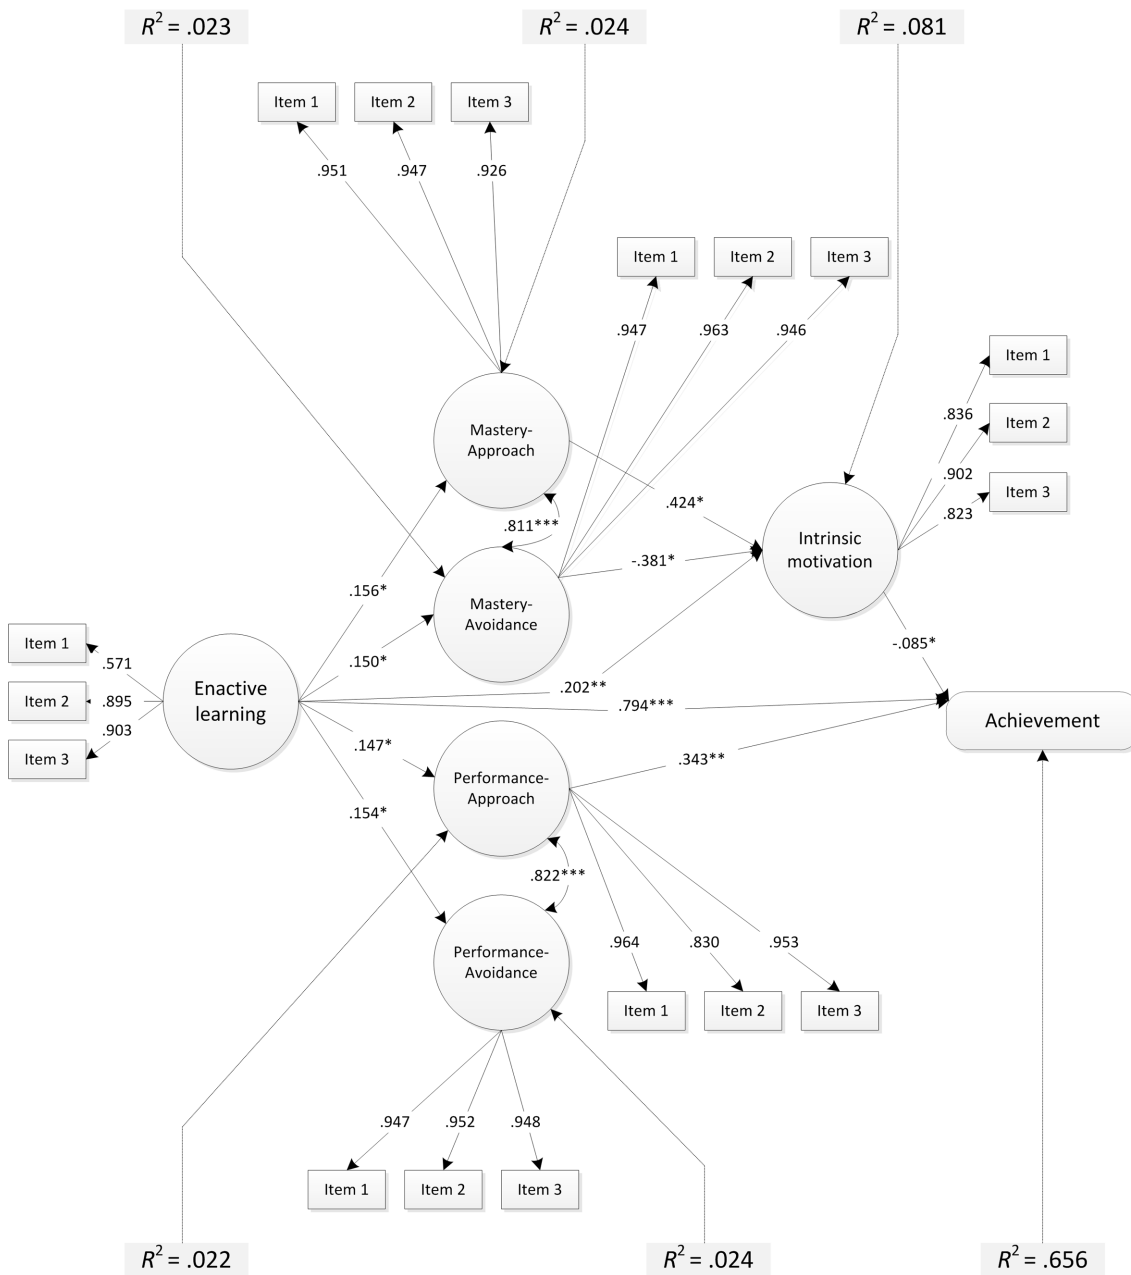 R² = .023
R² = .024
R² = .081
Item 1
Item 2
Item 3
.951
.947
.926
Item 1
Item 2
Item 3
.947
.963
.946
Item 1
.836
Item 2
.902
Item 3
.823
Mastery-
Approach
.424*
.811***
Intrinsic
motivation
-.381*
.156*
Mastery-
Avoidance
.150*
-.085*
Item 1
.571
Item 2
.895
.903
Item 3
Enactive
learning
.202**
.794***
Achievement
.147*
.343**
Performance-
Approach
.154*
.822***
Performance-
Avoidance
.964
.830
.953
Item 1
Item 2
Item 3
.947
.952
.948
Item 1
Item 2
Item 3
R² = .022
R² = .024
R² = .656